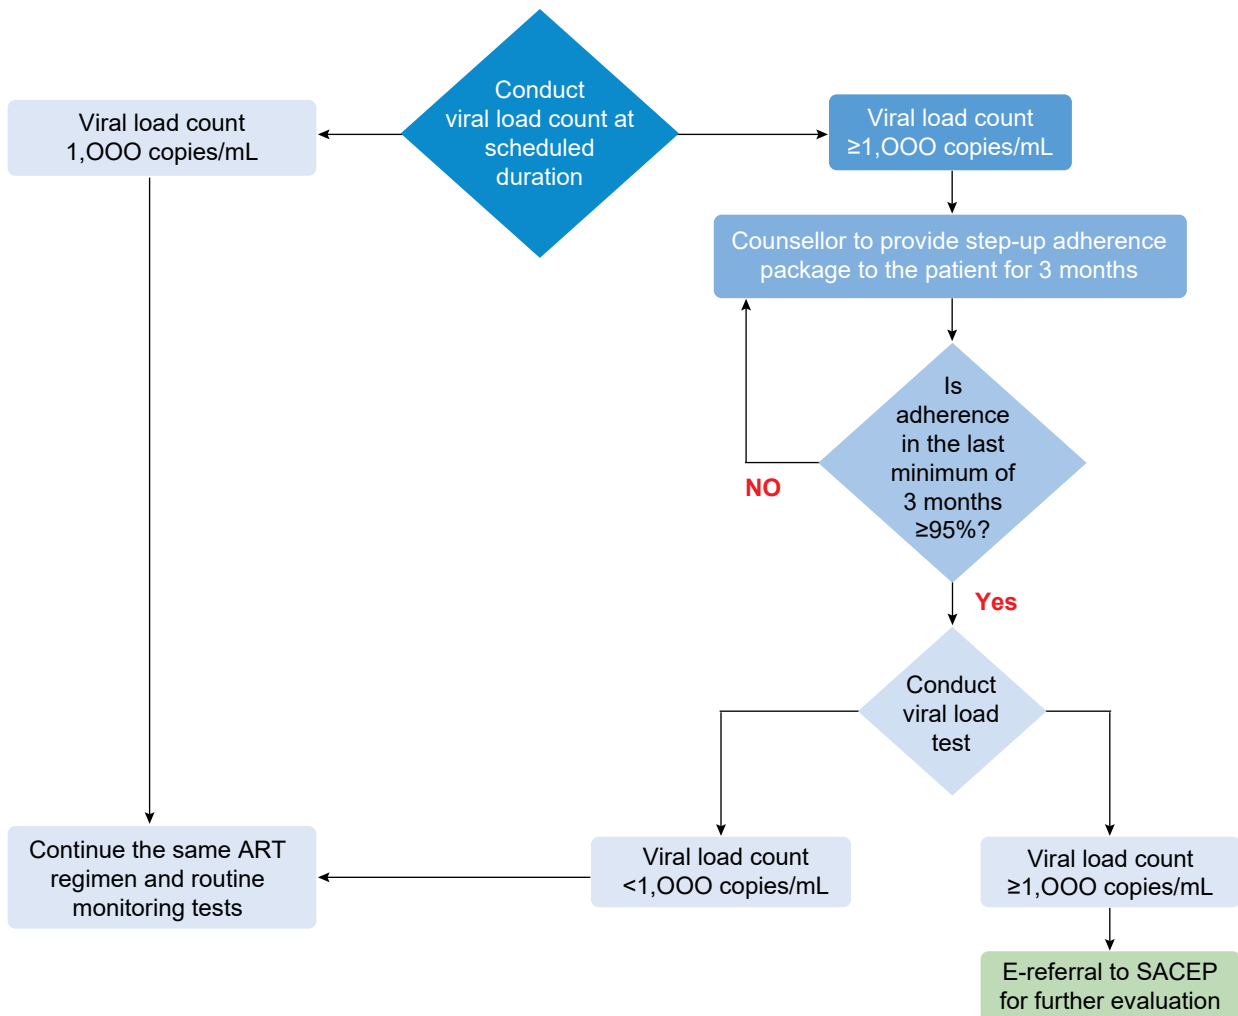 Conduct
viral load count at
scheduled
duration
Viral load count
1,OOO copies/mL
Viral load count
≥1,OOO copies/mL
Counsellor to provide step-up adherence
package to the patient for 3 months
Is
adherence
in the last
minimum of
3 months
≥95%?
NO
Yes
Conduct
viral load
test
Viral load count
<1,OOO copies/mL
Viral load count
≥1,OOO copies/mL
Continue the same ART
regimen and routine
monitoring tests
E-referral to SACEP
for further evaluation